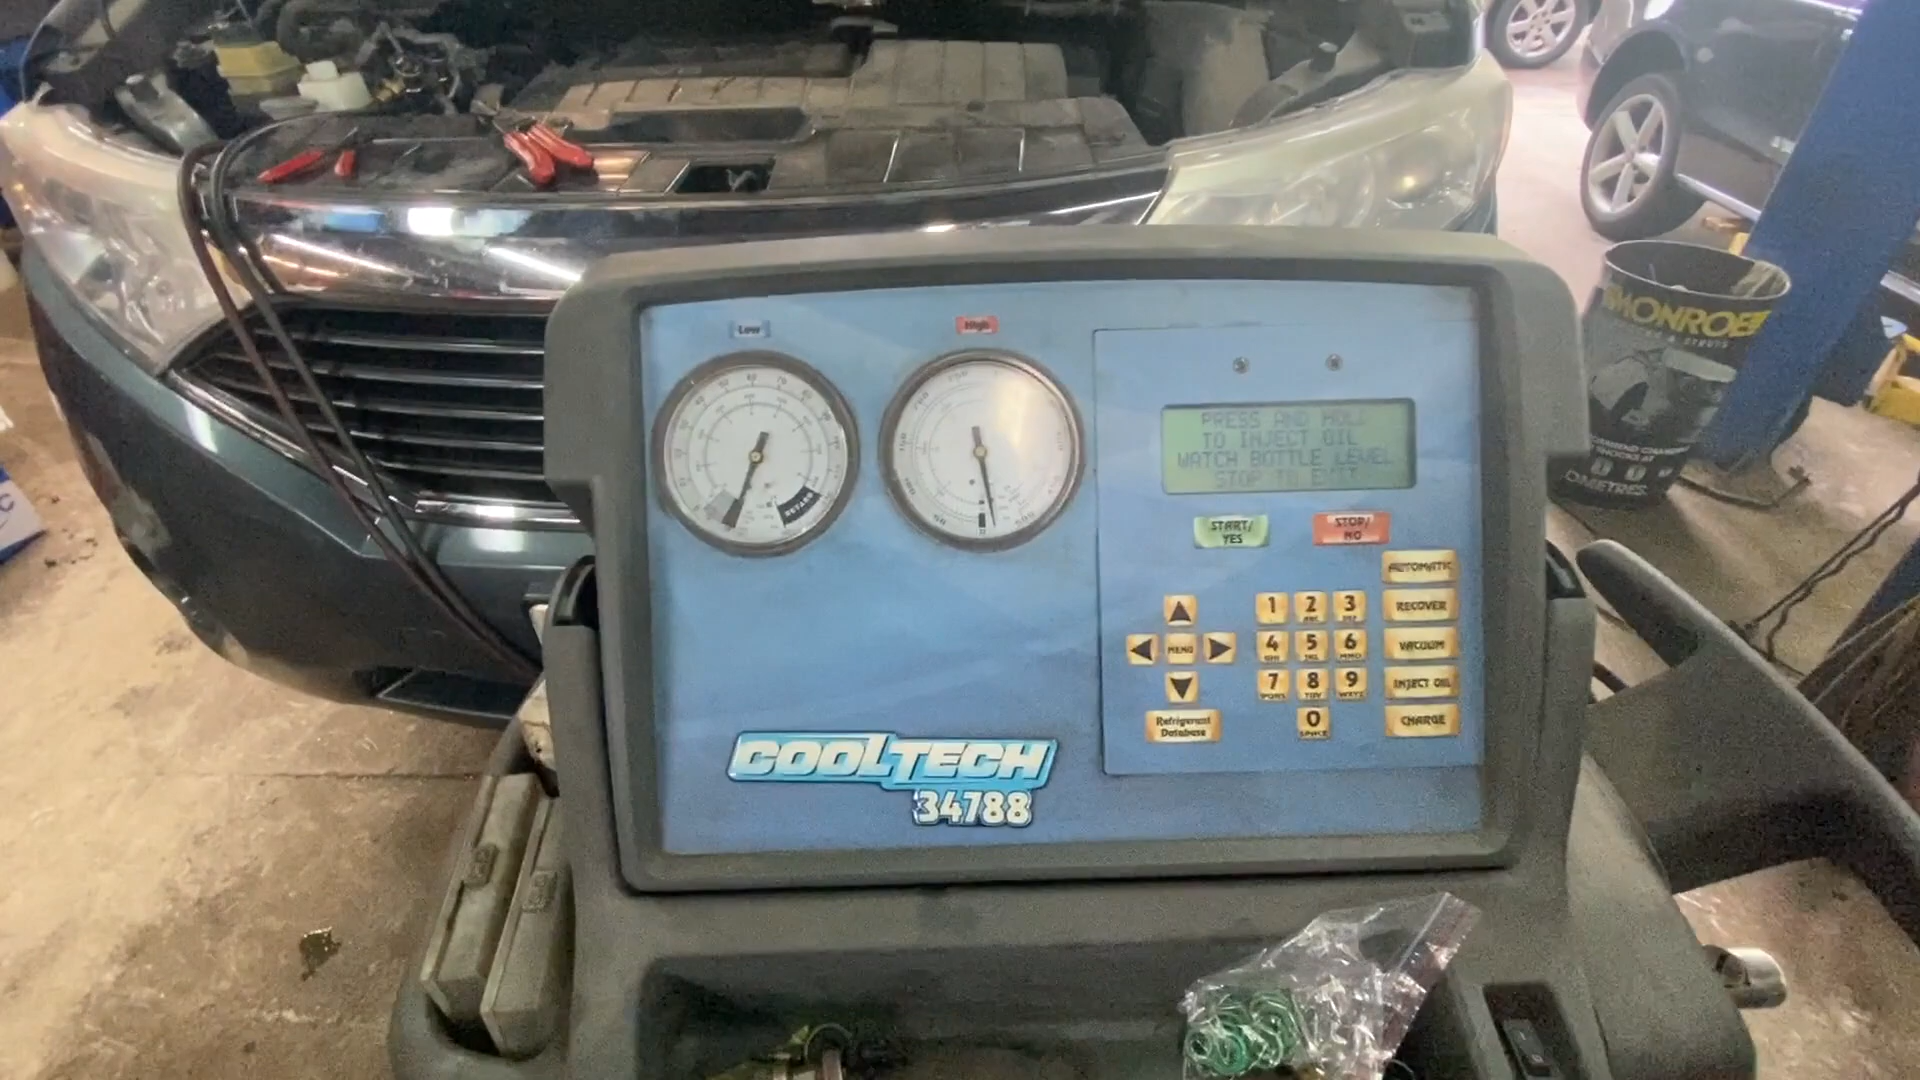 Low
High
PRESS AND HOLD
TO INJECT OIL
WATCH BOTTLE LEVEL
STOP TO EXIT
START/
YES
STOP/
NO
AUTOMATIC
RECOVER
VACUUM
INJECT OIL
CHARGE
MENU
1 2 3
4 5 6
7 8 9
0
SPACE
Refrigerant
Database
RETARD
COOLTECH
34788
MONROE
& STRUTS